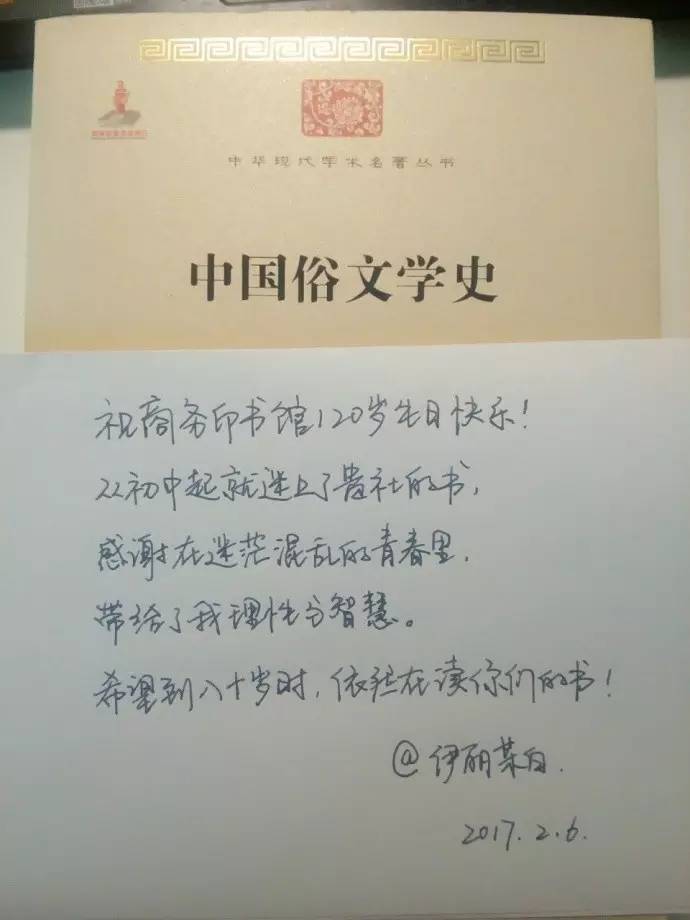 中华现代学术名著丛书
中国俗文学史
祝商务印书馆120岁生日快乐!
从初中起就迷上了贵社的书,
感谢在迷茫混乱的青春里,
带给了我理性与智慧。
希望到八十岁时,依然在读你们的书!
@伊丽某白.
2017.2.6.